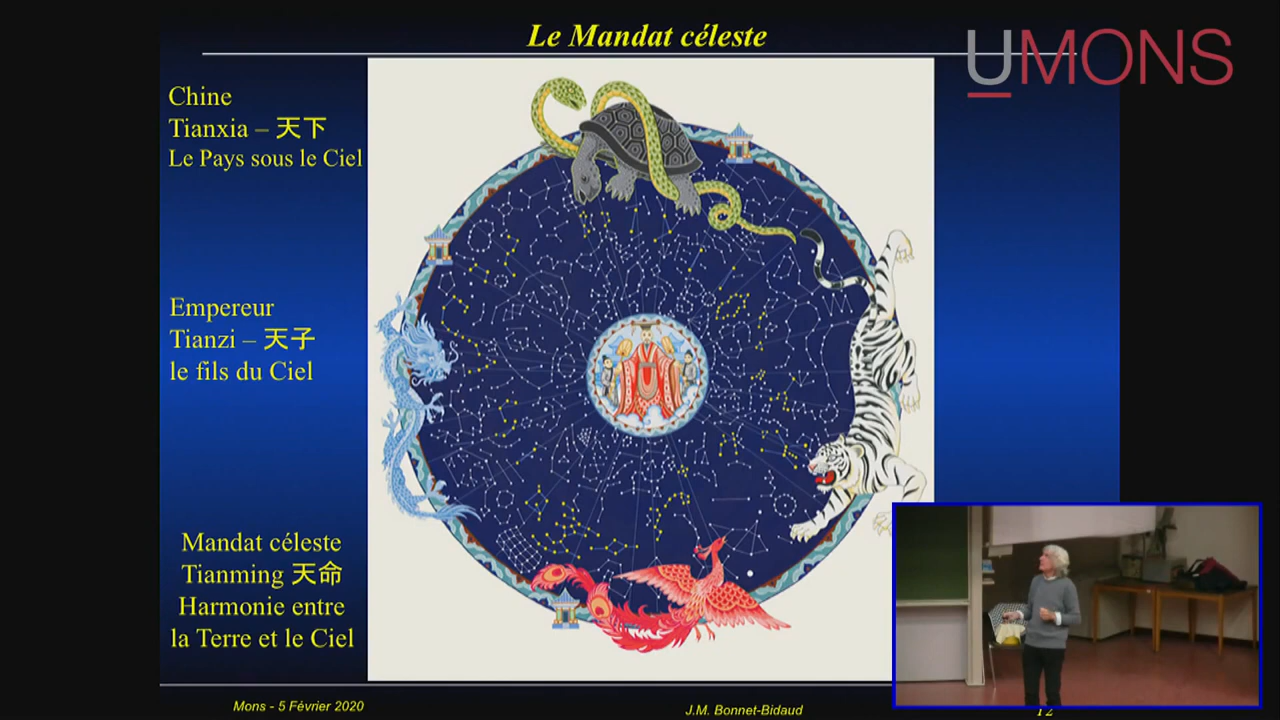 Le Mandat céleste
UMONS
Chine
Tianxia – 天下
Le Pays sous le Ciel
Empereur
Tianzi – 天子
le fils du Ciel
Mandat céleste
Tianming 天命
Harmonie entre
la Terre et le Ciel
Mons - 5 Février 2020
J.M. Bonnet-Bidaud
12